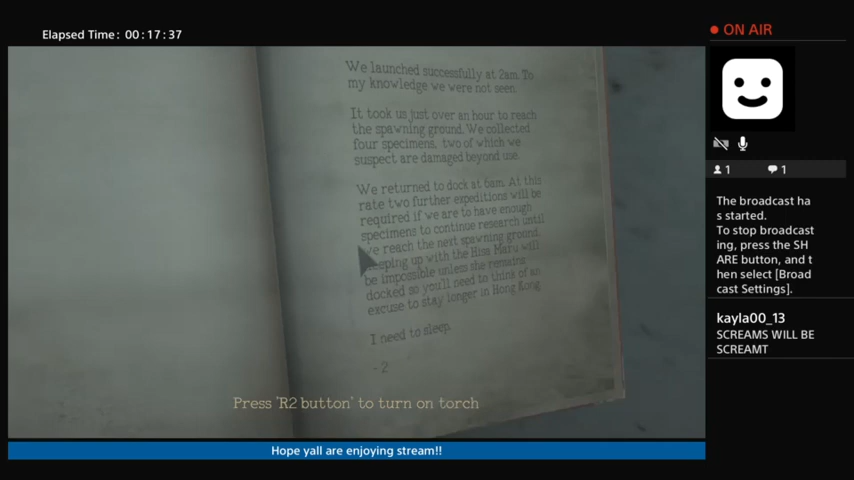 Elapsed Time: 00:17:37
ON AIR
We launched successfully at 2am. To
my knowledge we were not seen.
It took us just over an hour to reach
the spawning ground. We collected
four specimens, two of which we
suspect are damaged beyond use.
We returned to dock at 6am. At this
rate two further expeditions will be
required if we are to have enough
specimens to continue research until
we reach the next spawning ground.
up with the Hisa Maru will
be impossible unless she remains
docked so you'll need to think of an
excuse to stay longer in Hong Kong.
I need to sleep.
- 2
Press 'R2 button' to turn on torch
Hope yall are enjoying stream!!
1
1
The broadcast ha
s started.
To stop broadcast
ing, press the SH
ARE button, and t
hen select [Broad
cast Settings].
kayla00_13
SCREAMS WILL BE
SCREAMT